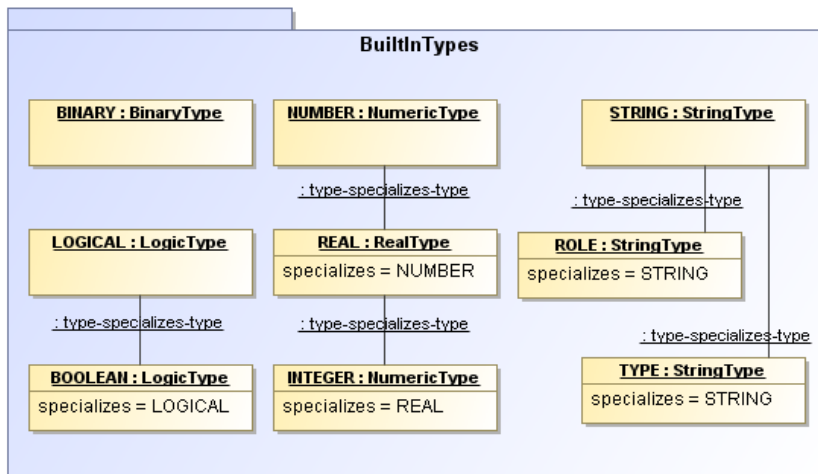 BuiltInTypes
BINARY : BinaryType
NUMBER : NumericType
STRING : StringType
: type-specializes-type
: type-specializes-type
LOGICAL : LogicType
REAL : RealType
specializes = NUMBER
ROLE : StringType
specializes = STRING
: type-specializes-type
: type-specializes-type
: type-specializes-type
BOOLEAN : LogicType
specializes = LOGICAL
INTEGER : NumericType
specializes = REAL
TYPE : StringType
specializes = STRING